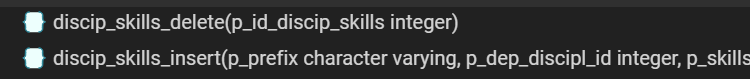 discip_skills_delete(p_id_discip_skills integer)
discip_skills_insert(p_prefix character varying, p_dep_discipl_id integer, p_skills